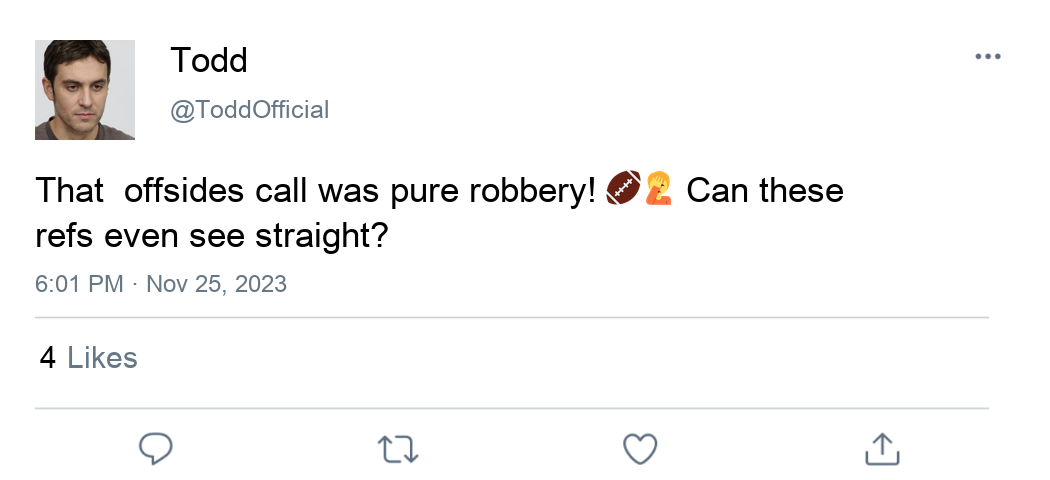 Todd
@ToddOfficial
That  offsides call was pure robbery! 🏈🤦 Can these
refs even see straight?
6:01 PM · Nov 25, 2023
4 Likes